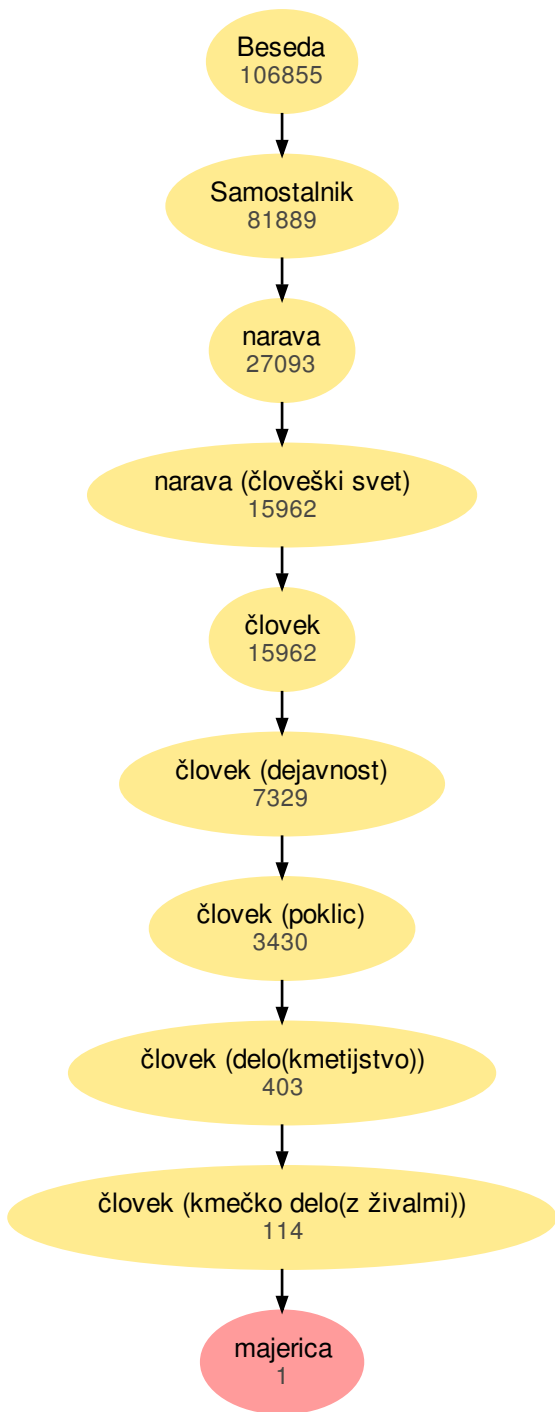 Beseda
106855
Samostalnik
81889
narava
27093
narava (človeški svet)
15962
človek
15962
človek (dejavnost)
7329
človek (poklic)
3430
človek (delo(kmetijstvo))
403
človek (kmečko delo(z živalmi))
114
majerica
1